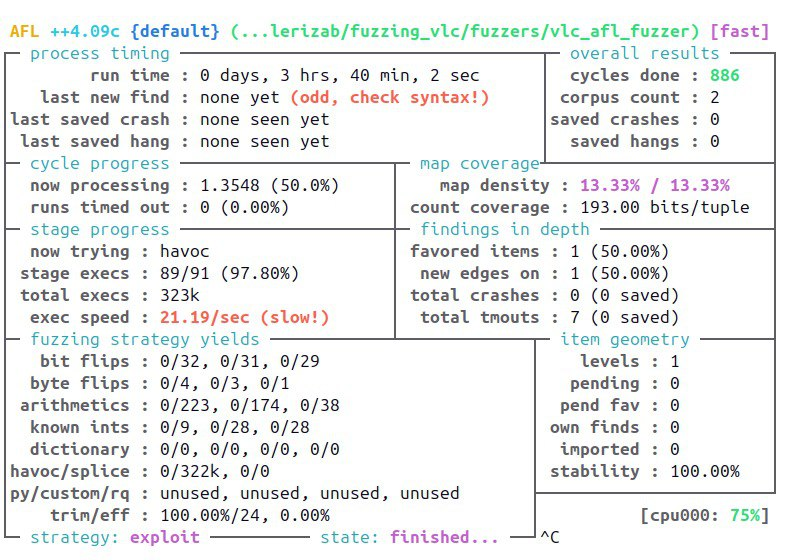 AFL ++4.09c {default} (...lerizab/fuzzing_vlc/fuzzers/vlc_afl_fuzzer) [fast]
process timing
run time : 0 days, 3 hrs, 40 min, 2 sec
last new find : none yet (odd, check syntax!)
last saved crash : none seen yet
last saved hang : none seen yet
overall results
cycles done : 886
corpus count : 2
saved crashes : 0
saved hangs : 0
cycle progress
now processing : 1.3548 (50.0%)
runs timed out : 0 (0.00%)
map coverage
map density : 13.33% / 13.33%
count coverage : 193.00 bits/tuple
stage progress
now trying : havoc
stage execs : 89/91 (97.80%)
total execs : 323k
exec speed : 21.19/sec (slow!)
findings in depth
favored items : 1 (50.00%)
new edges on : 1 (50.00%)
total crashes : 0 (0 saved)
total tmouts : 7 (0 saved)
fuzzing strategy yields
bit flips : 0/32, 0/31, 0/29
byte flips : 0/4, 0/3, 0/1
arithmetics : 0/223, 0/174, 0/38
known ints : 0/9, 0/28, 0/28
dictionary : 0/0, 0/0, 0/0, 0/0
havoc/splice : 0/322k, 0/0
py/custom/rq : unused, unused, unused, unused
trim/eff : 100.00%/24, 0.00%
item geometry
levels : 1
pending : 0
pend fav : 0
own finds : 0
imported : 0
stability : 100.00%
[cpu000: 75%]
strategy: exploit state: finished... ^C